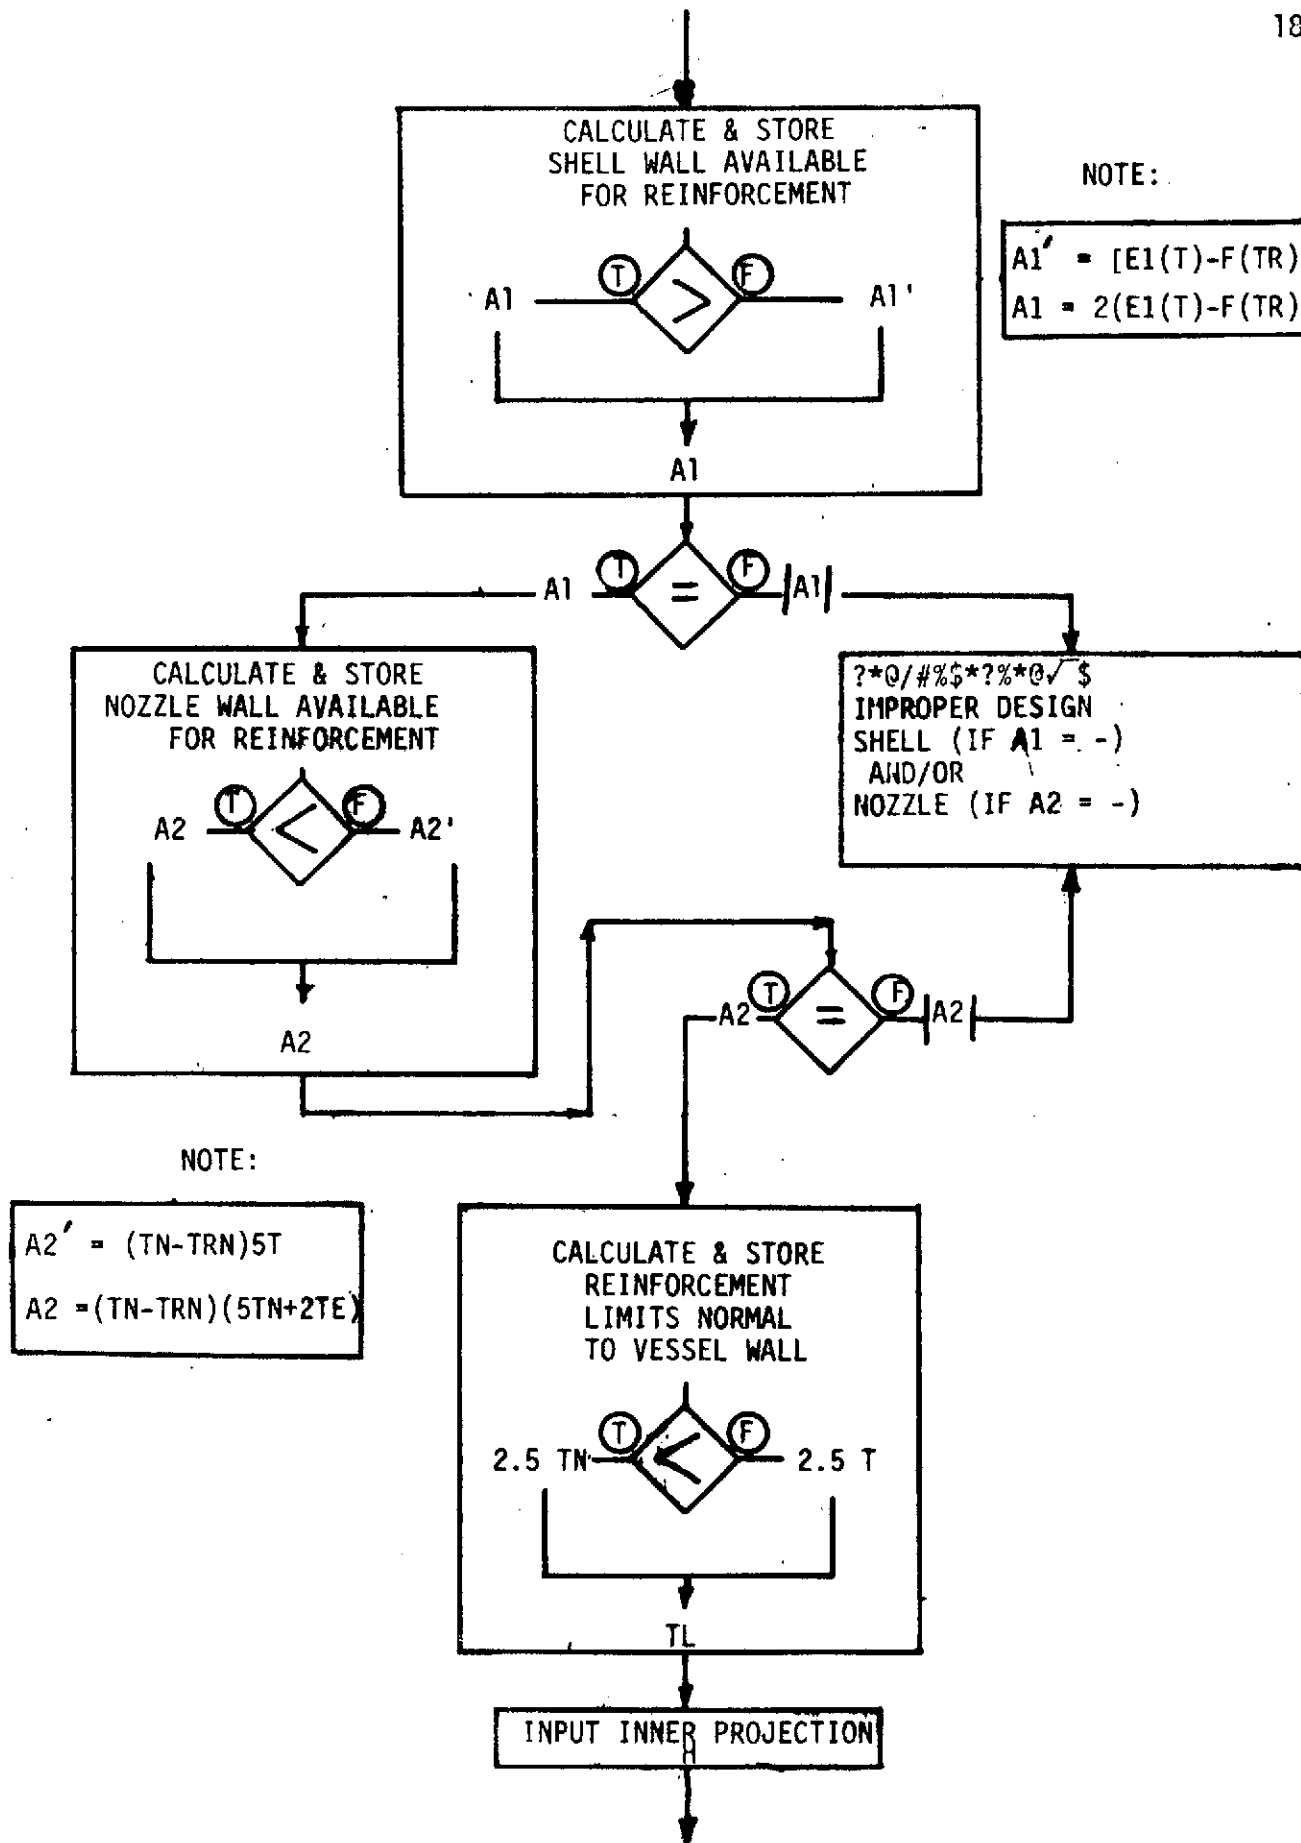 18
CALCULATE & STORE
SHELL WALL AVAILABLE
FOR REINFORCEMENT
NOTE:
A1' = [E1(T)-F(TR)
A1 = 2(E1(T)-F(TR)
T
F
A1
>
A1'
A1
T
F
A1
=
|A1|
CALCULATE & STORE
NOZZLE WALL AVAILABLE
FOR REINFORCEMENT
?*@/#%$*?%*@√ $
IMPROPER DESIGN
SHELL (IF A1 = -)
AND/OR
NOZZLE (IF A2 = -)
T
F
A2
<
A2'
A2
T
F
A2
=
|A2|
NOTE:
A2' = (TN-TRN)5T
A2 =(TN-TRN)(5TN+2TE)
CALCULATE & STORE
REINFORCEMENT
LIMITS NORMAL
TO VESSEL WALL
T
F
2.5 TN
<
2.5 T
TL
INPUT INNER PROJECTION
H